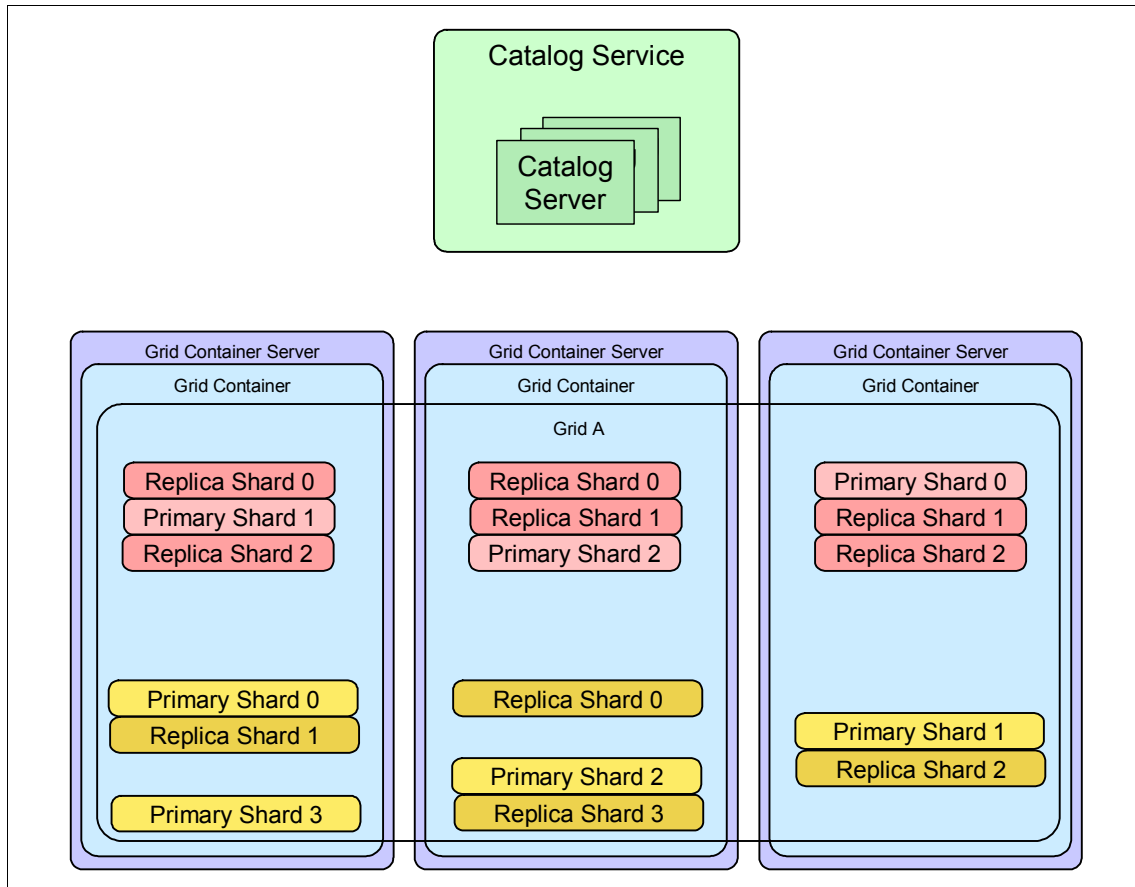 Catalog Service
Catalog
Server
Grid Container Server
Grid Container Server
Grid Container Server
Grid Container
Grid Container
Grid Container
Grid A
Replica Shard 0
Replica Shard 0
Primary Shard 0
Primary Shard 1
Replica Shard 1
Replica Shard 1
Replica Shard 2
Primary Shard 2
Replica Shard 2
Primary Shard 0
Replica Shard 0
Replica Shard 1
Primary Shard 1
Primary Shard 2
Replica Shard 2
Primary Shard 3
Replica Shard 3